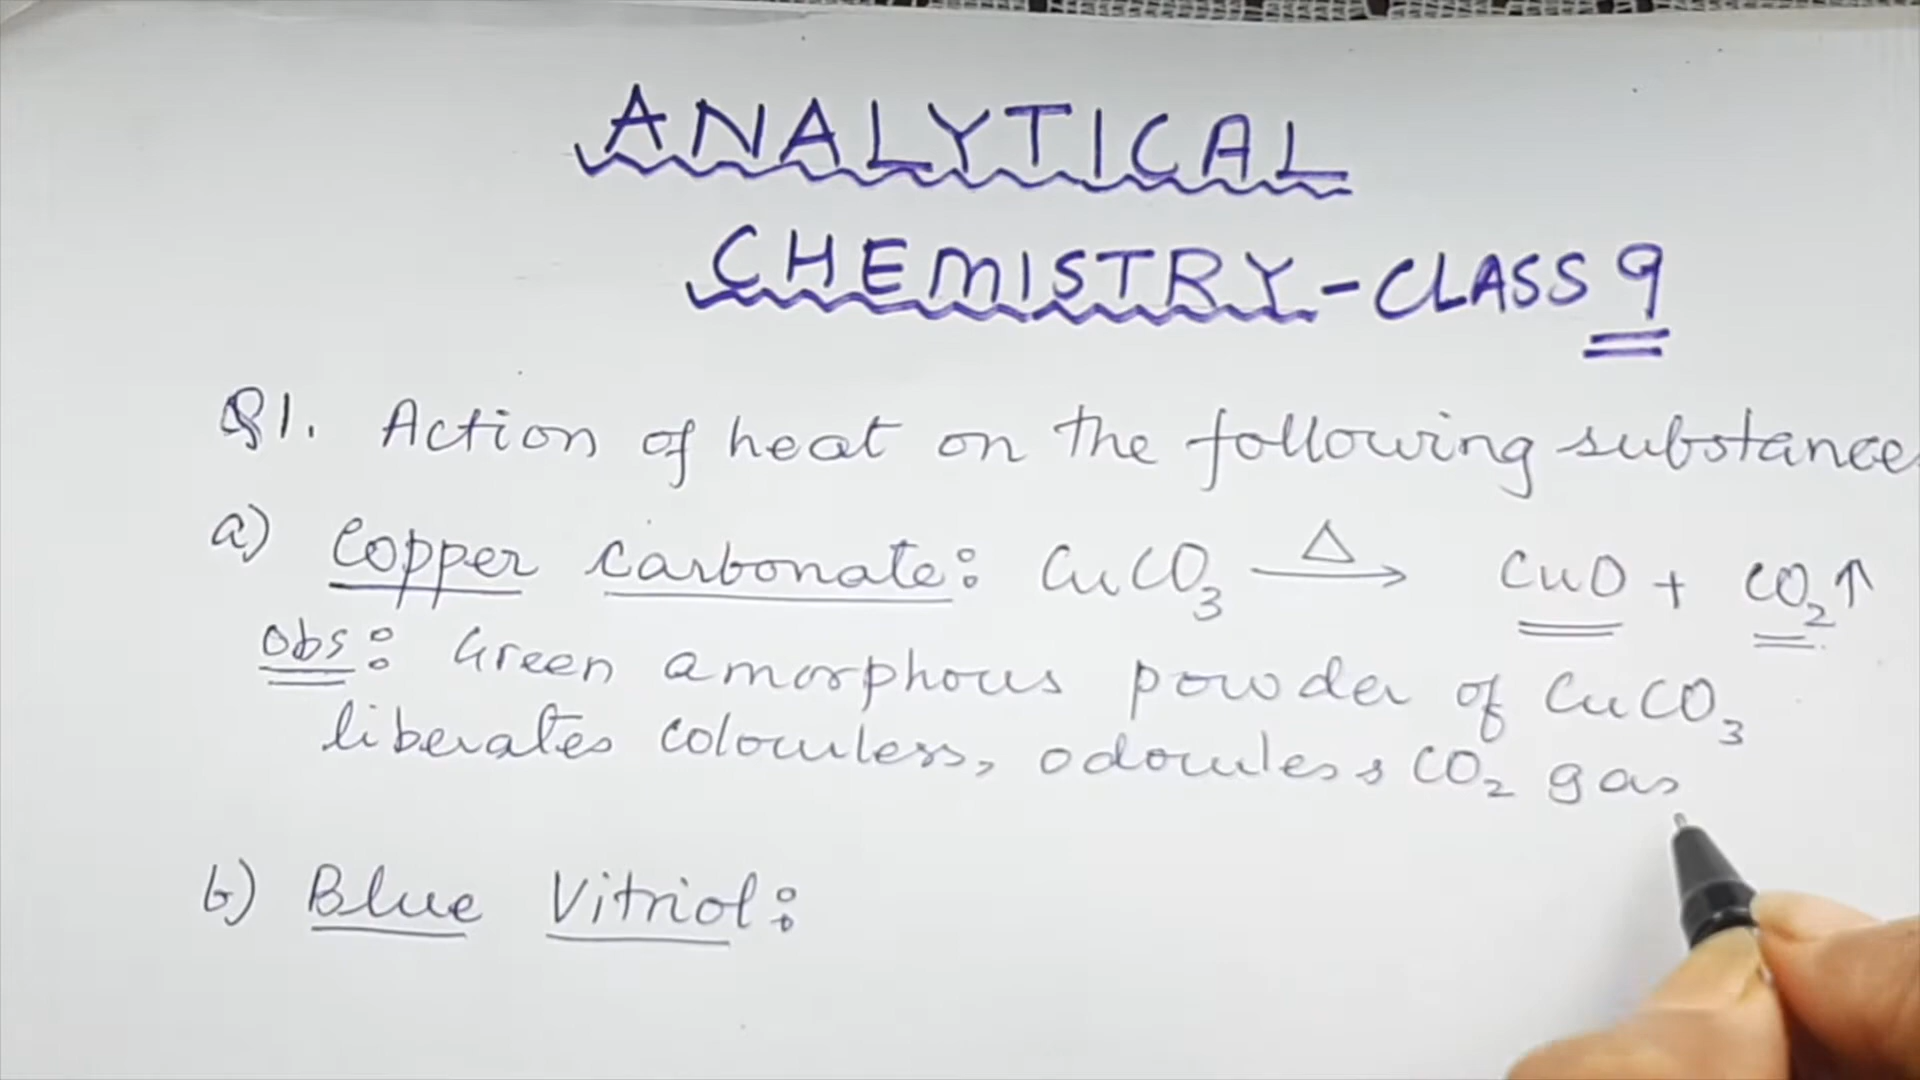 ANALYTICAL
CHEMISTRY-CLASS 9
Q1. Action of heat on the following substance
a) Copper carbonate: CuCO₃ —Δ→ CuO + CO₂↑
Obs: Green amorphous powder of CuCO₃
liberates colourless, odourless CO₂ gas
b) Blue Vitriol: